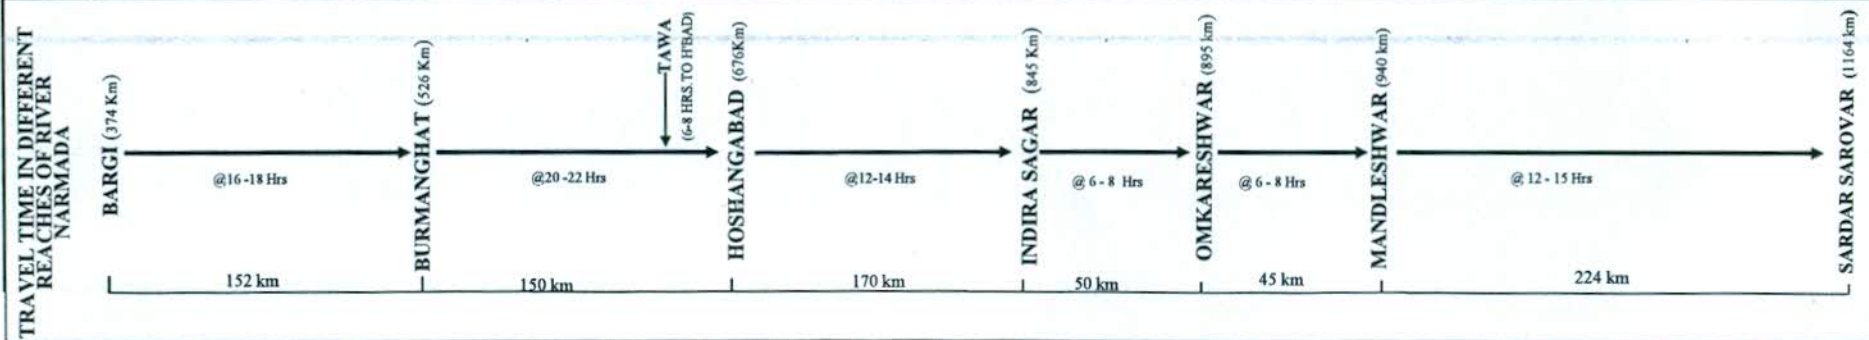 TRAVEL TIME IN DIFFERENT
REACHES OF RIVER
NARMADA
BARGI (374 Km)
@16-18 Hrs
BURMANGHAT (526 Km)
@20-22 Hrs
TAWA
(6-8 HRS.TO H'BAD)
HOSHANGABAD (676Km)
@12-14 Hrs
INDIRA SAGAR (845 Km)
@ 6 - 8 Hrs
OMKARESHWAR (895 km)
@ 6 - 8 Hrs
MANDLESHWAR (940 km)
@ 12 - 15 Hrs
SARDAR SAROVAR (1164 km)
152 km
150 km
170 km
50 km
45 km
224 km